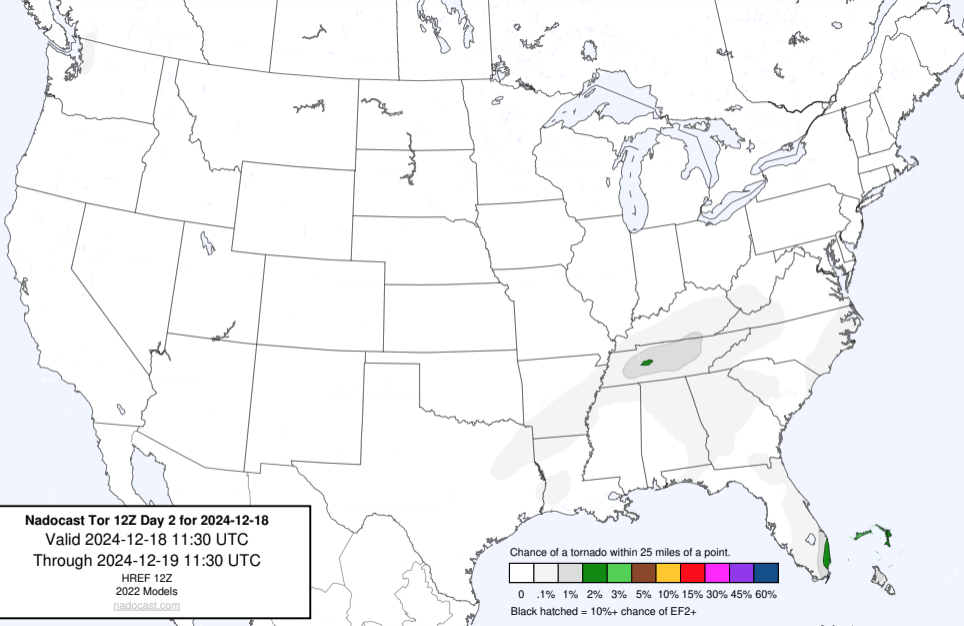 Nadocast Tor 12Z Day 2 for 2024-12-18
Valid 2024-12-18 11:30 UTC
Through 2024-12-19 11:30 UTC
HREF 12Z
2022 Models
nadocast.com
Chance of a tornado within 25 miles of a point.
0 .1% 1% 2% 3% 5% 10% 15% 30% 45% 60%
Black hatched = 10%+ chance of EF2+